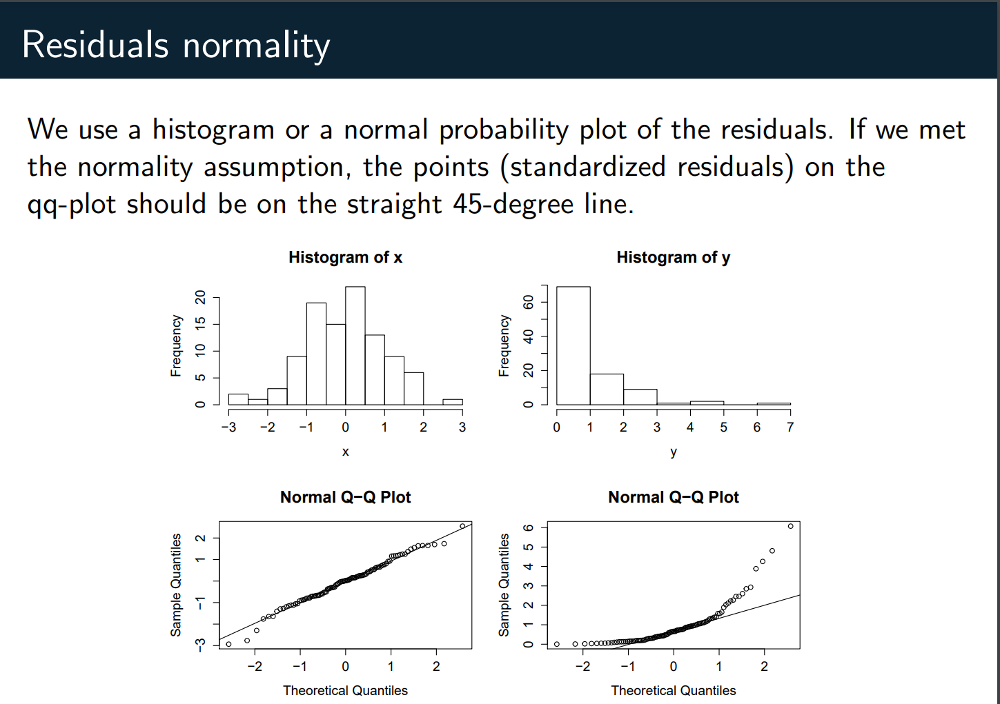 Residuals normality
We use a histogram or a normal probability plot of the residuals. If we met
the normality assumption, the points (standardized residuals) on the
qq-plot should be on the straight 45-degree line.
Histogram of x
Frequency
0 5 10 15 20
−3 −2 −1 0 1 2 3
x
Histogram of y
Frequency
0 20 40 60
0 1 2 3 4 5 6 7
y
Normal Q−Q Plot
Sample Quantiles
−3 −1 1 2
−2 −1 0 1 2
Theoretical Quantiles
Normal Q−Q Plot
Sample Quantiles
0 1 2 3 4 5 6
−2 −1 0 1 2
Theoretical Quantiles